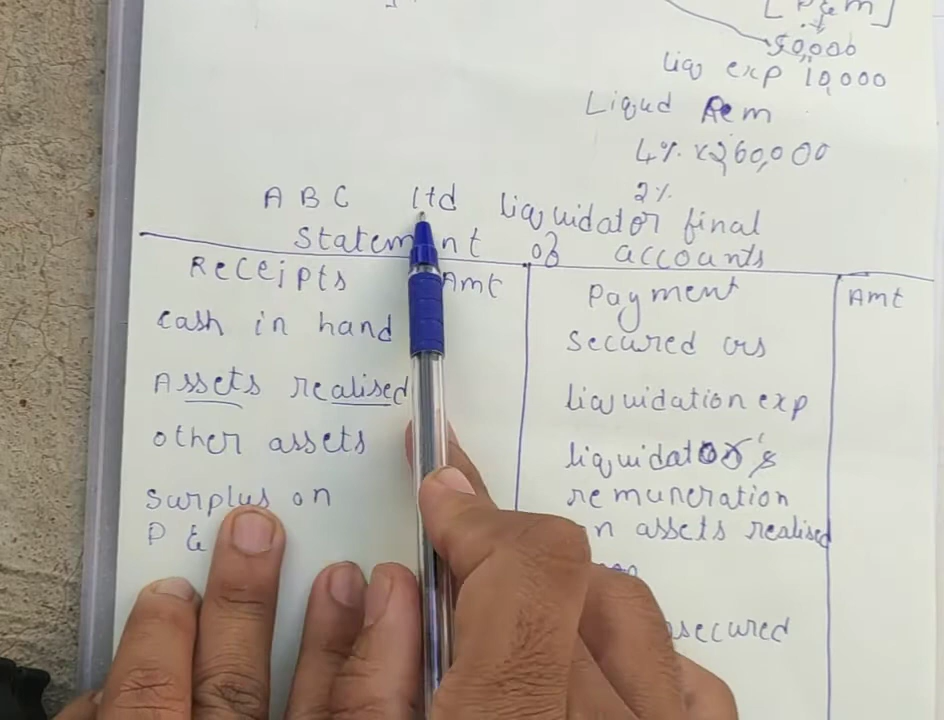 [P & M]
50,000
liq exp 10,000
Liqud Rem
4% x 260,000
2%
ABC ltd liquidator final
Statem nt of accounts
Receipts Amt Payment Amt
cash in hand
secured crs
Assets realised
liquidation exp
other assets
liquidator's
Surplus on
remuneration
P &
n assets realised
secured